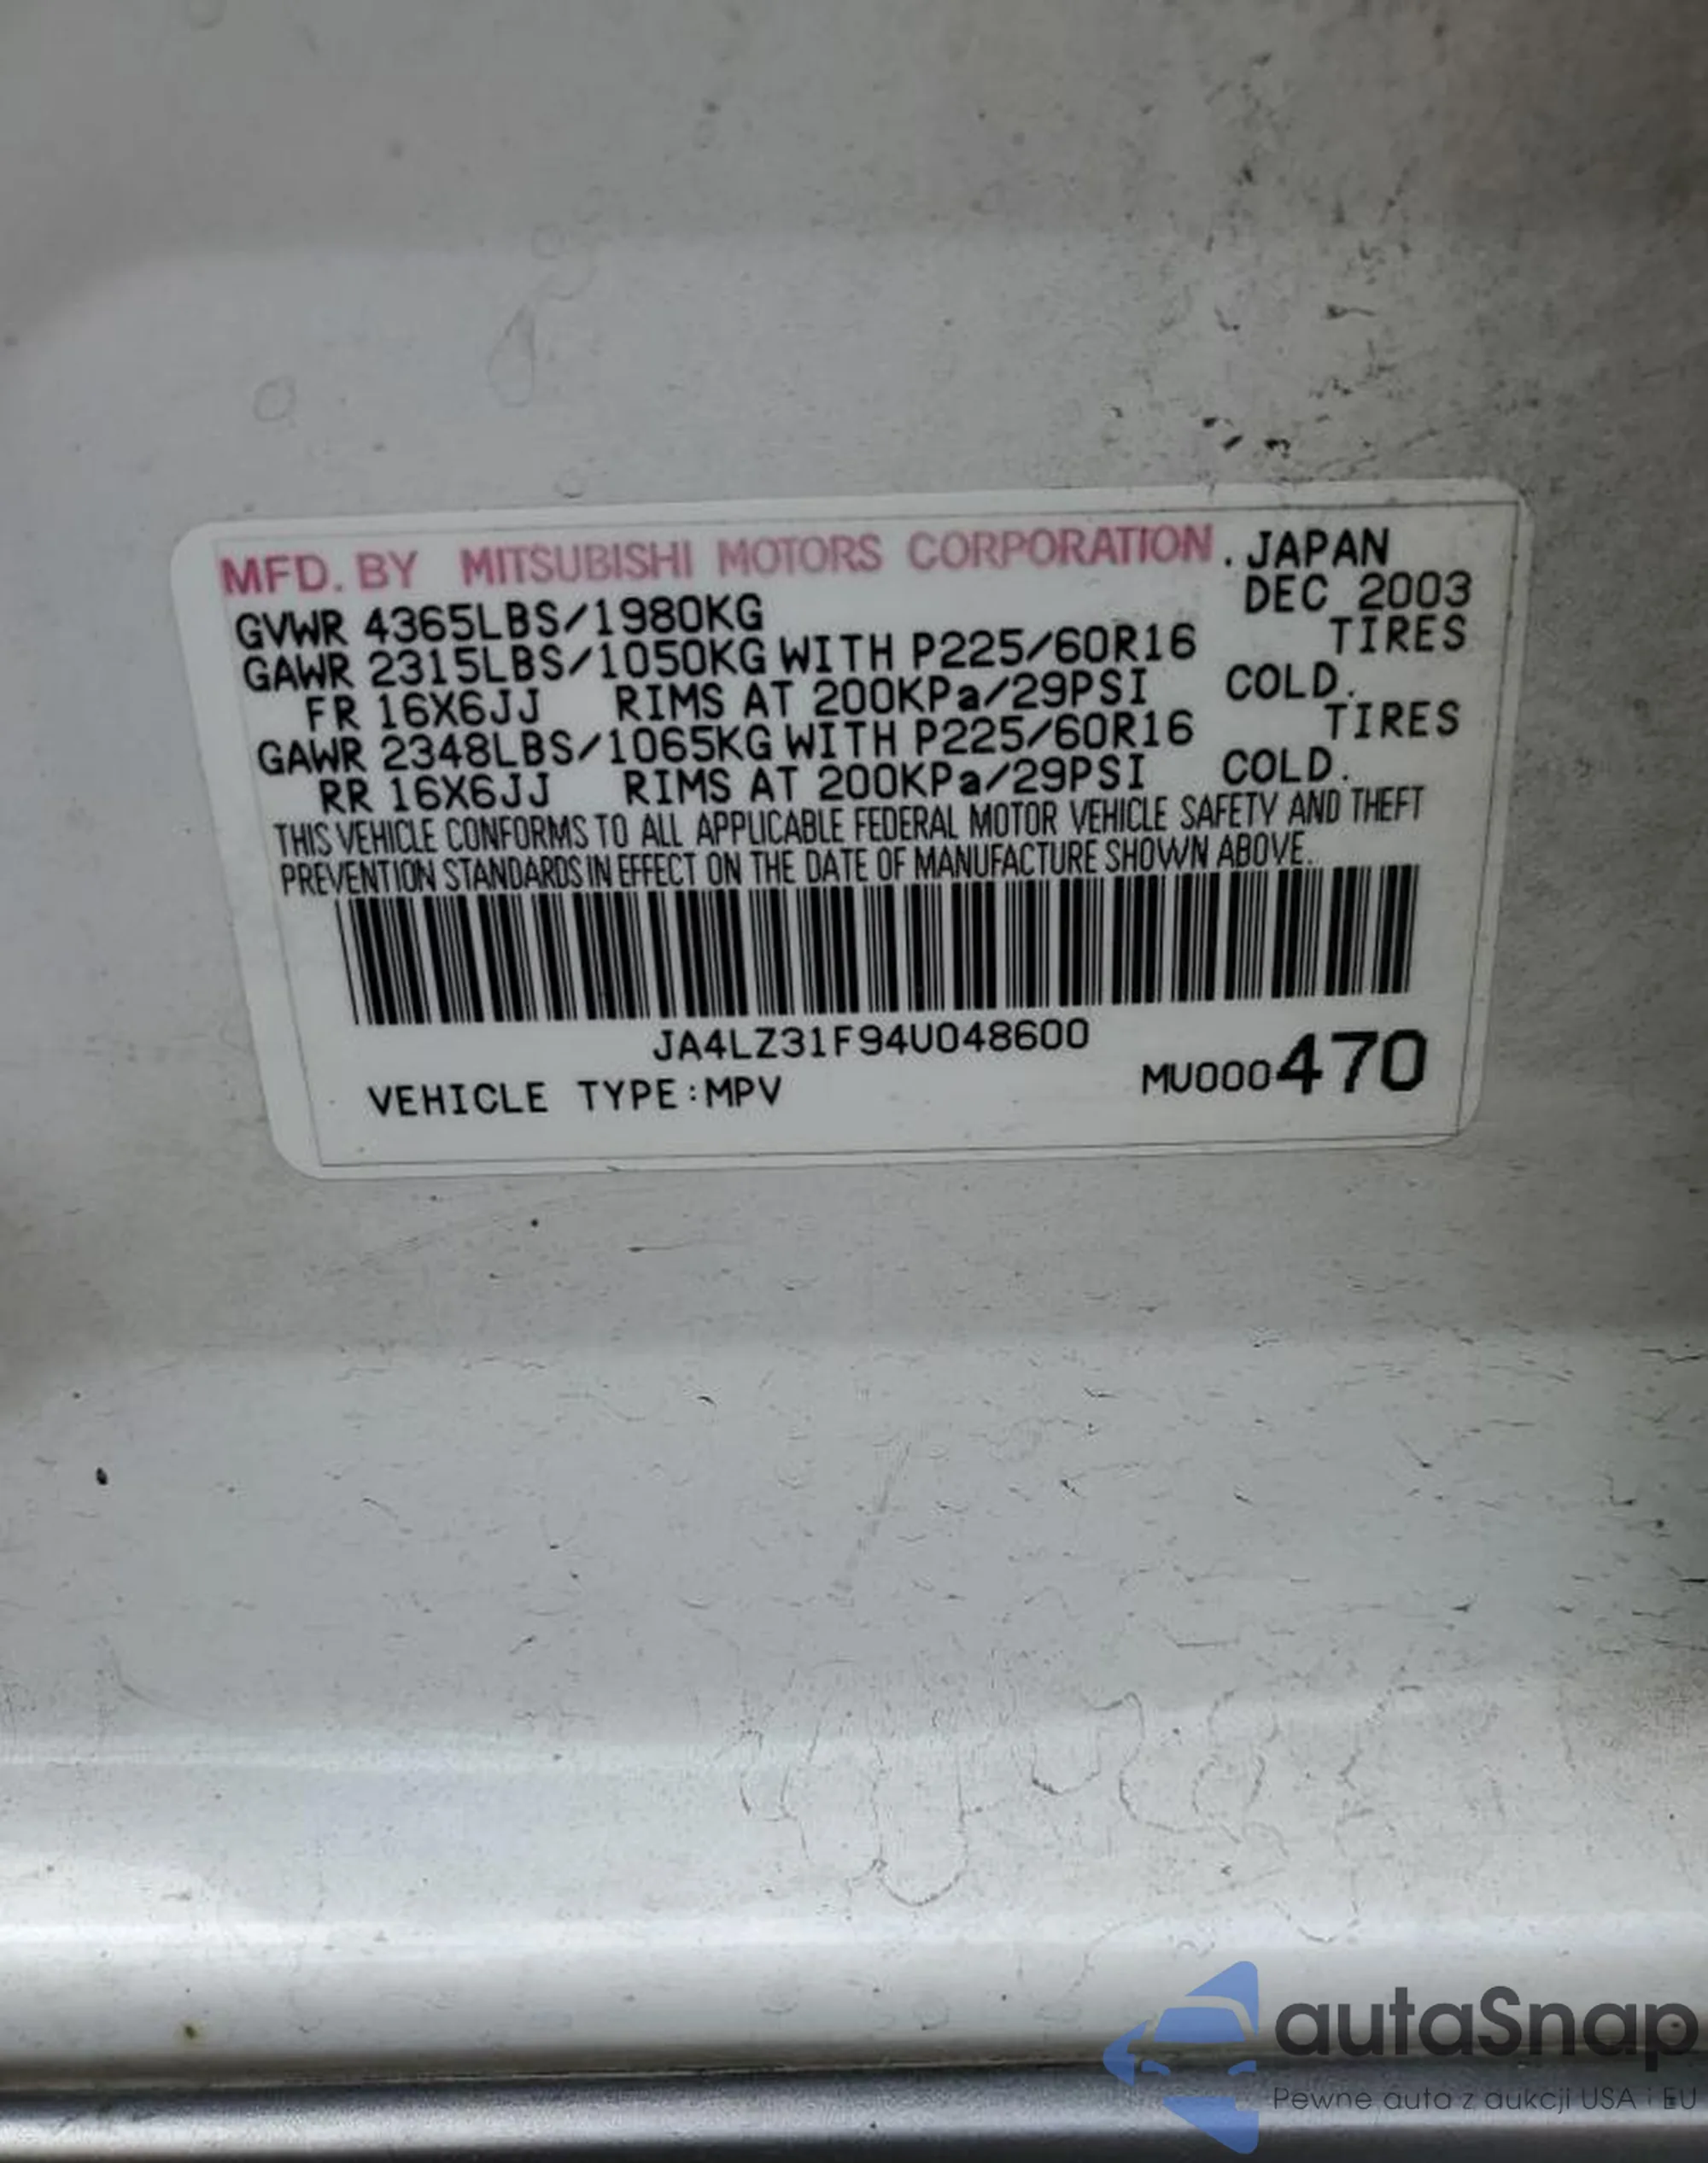 MFD. BY MITSUBISHI MOTORS CORPORATION. JAPAN
GVWR 4365LBS/1980KG DEC 2003
GAWR 2315LBS/1050KG WITH P225/60R16 TIRES
FR 16X6JJ RIMS AT 200KPa/29PSI COLD.
GAWR 2348LBS/1065KG WITH P225/60R16 TIRES
RR 16X6JJ RIMS AT 200KPa/29PSI COLD.
THIS VEHICLE CONFORMS TO ALL APPLICABLE FEDERAL MOTOR VEHICLE SAFETY AND THEFT
PREVENTION STANDARDS IN EFFECT ON THE DATE OF MANUFACTURE SHOWN ABOVE.
JA4LZ31F94U048600
VEHICLE TYPE:MPV MU000470
autaSnap
Pewne auta z aukcji USA i EU